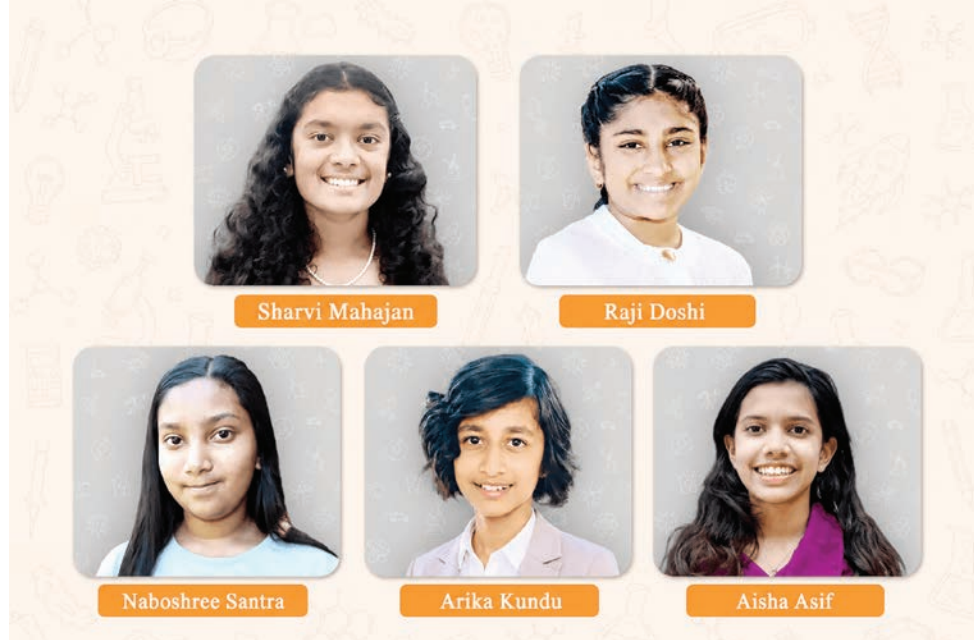 Sharvi Mahajan
Raji Doshi
Naboshree Santra
Arika Kundu
Aisha Asif